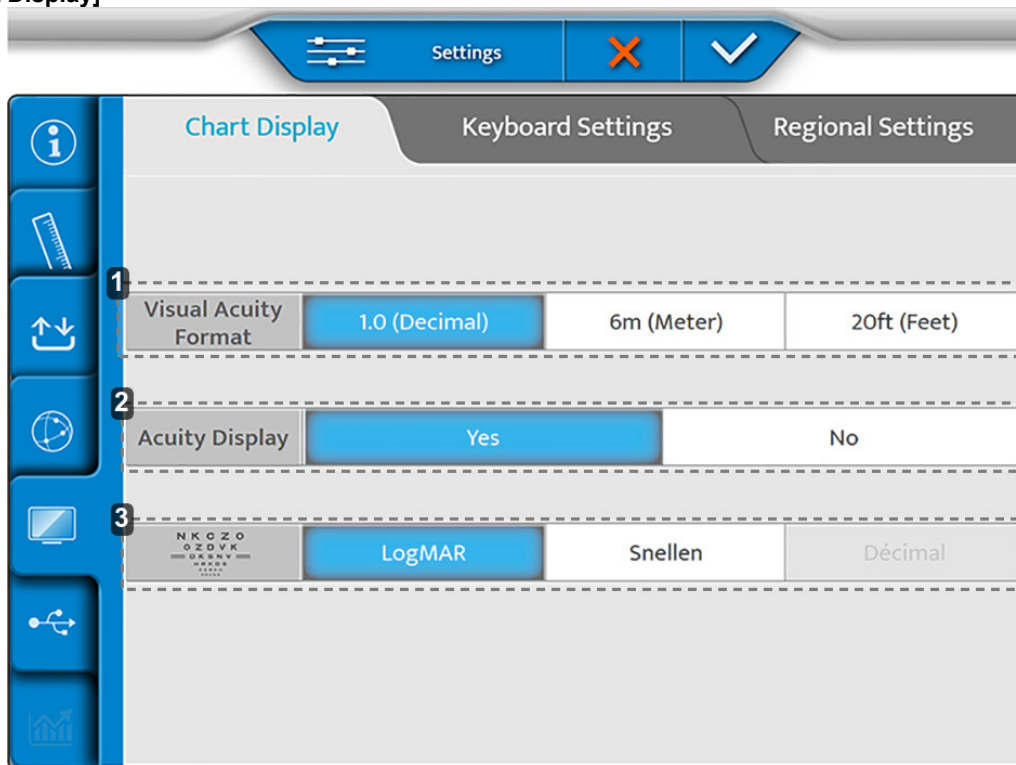 Display]
Settings
Chart Display Keyboard Settings Regional Settings
1
Visual Acuity Format 1.0 (Decimal) 6m (Meter) 20ft (Feet)
2
Acuity Display Yes No
3
N K C Z O
O Z D V K
D K S N Y
LogMAR Snellen Décimal